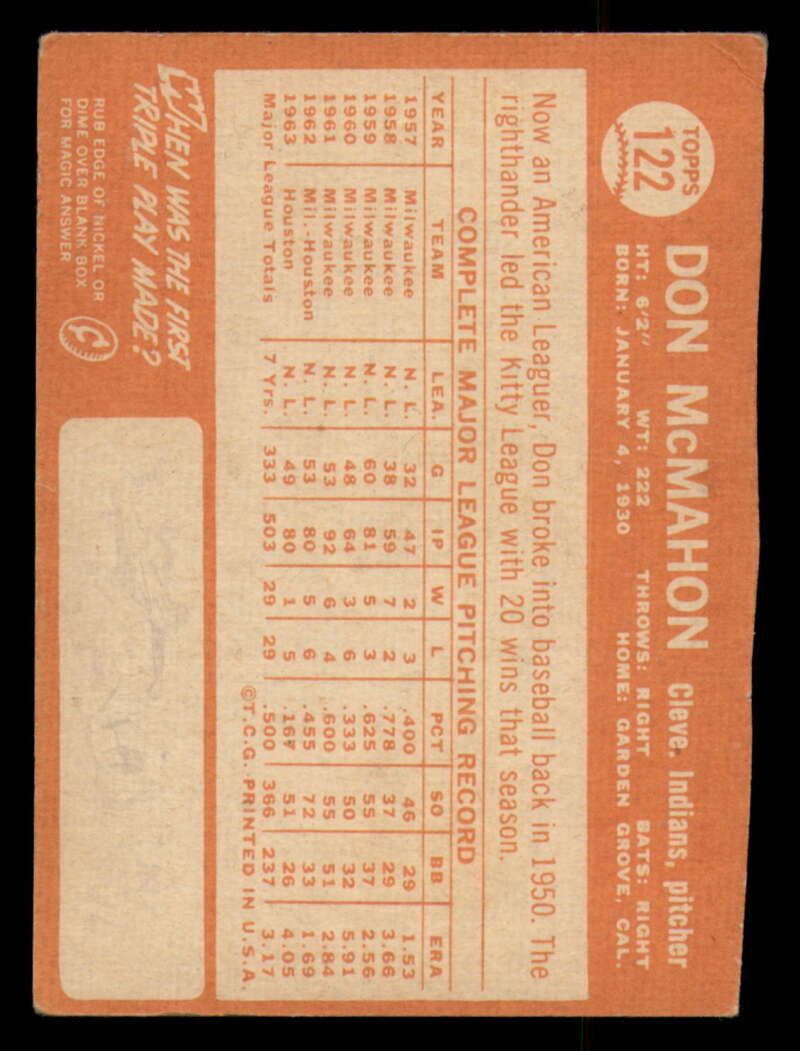 TOPPS
122
DON McMAHON Cleve. Indians, pitcher
HT: 6'2" WT: 222 THROWS: RIGHT BATS: RIGHT
BORN: JANUARY 4, 1930 HOME: GARDEN GROVE, CAL.
Now an American Leaguer, Don broke into baseball back in 1950. The
righthander led the Kitty League with 20 wins that season.
COMPLETE MAJOR LEAGUE PITCHING RECORD
YEAR TEAM LEA. G IP W L PCT SO BB ERA
1957 Milwaukee N. L. 32 47 2 3 .400 46 29 1.53
1958 Milwaukee N. L. 38 59 7 2 .778 37 29 3.66
1959 Milwaukee N. L. 60 81 5 3 .625 55 37 2.56
1960 Milwaukee N. L. 48 64 3 6 .333 50 32 5.91
1961 Milwaukee N. L. 53 92 6 4 .600 55 51 2.84
1962 Mil.-Houston N. L. 53 80 5 6 .455 72 33 1.69
1963 Houston N. L. 49 80 1 5 .167 51 26 4.05
Major League Totals 7 Yrs. 333 503 29 29 .500 366 237 3.17
©T.C.G. PRINTED IN U.S.A.
WHEN WAS THE FIRST
TRIPLE PLAY MADE?
RUB EDGE OF NICKEL OR
DIME OVER BLANK BOX
FOR MAGIC ANSWER